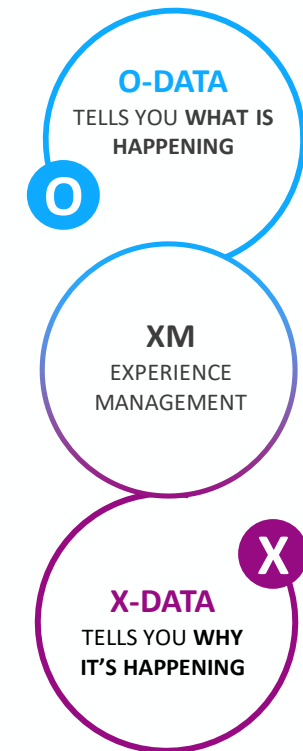 O-DATA
TELLS YOU WHAT IS
HAPPENING
O
XM
EXPERIENCE
MANAGEMENT
X
X-DATA
TELLS YOU WHY
IT’S HAPPENING